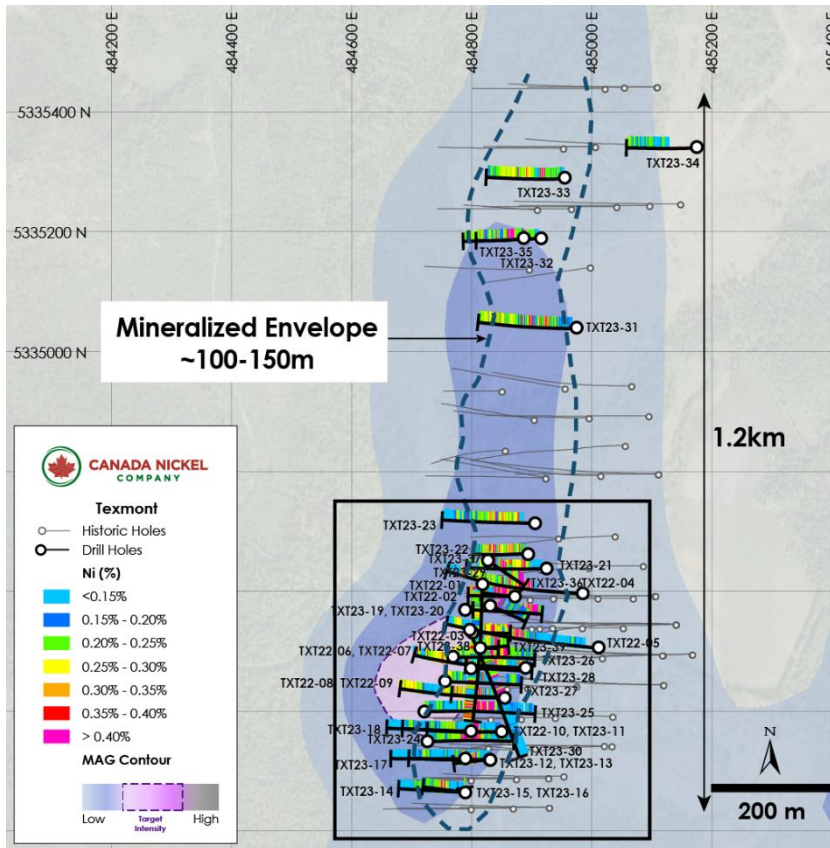 484200 E
484400 E
484600 E
484800 E
485000 E
485200 E
5335400 N
5335200 N
5335000 N
TXT23-34
TXT23-33
TXT23-35
TXT23-32
TXT23-31
Mineralized Envelope
~100-150m
1.2km
CANADA NICKEL
COMPANY
Texmont
Historic Holes
Drill Holes
Ni (%)
<0.15%
0.15% - 0.20%
0.20% - 0.25%
0.25% - 0.30%
0.30% - 0.35%
0.35% - 0.40%
> 0.40%
MAG Contour
Low
Target
Intensity
High
TXT23-23
TXT23-22
TXT23-37
TXT23-21
TXT23-29
TXT22-01
TXT23-36
TXT22-04
TXT22-02
TXT23-19, TXT23-20
TXT22-03
TXT22-05
TXT23-38
TXT23-39
TXT22-06, TXT22-07
TXT23-26
TXT23-28
TXT22-08, TXT22-09
TXT23-27
TXT23-25
TXT23-18
TXT22-10, TXT23-11
TXT23-24
TXT23-30
TXT23-17
TXT23-12, TXT23-13
TXT23-14
TXT23-15, TXT23-16
N
200 m